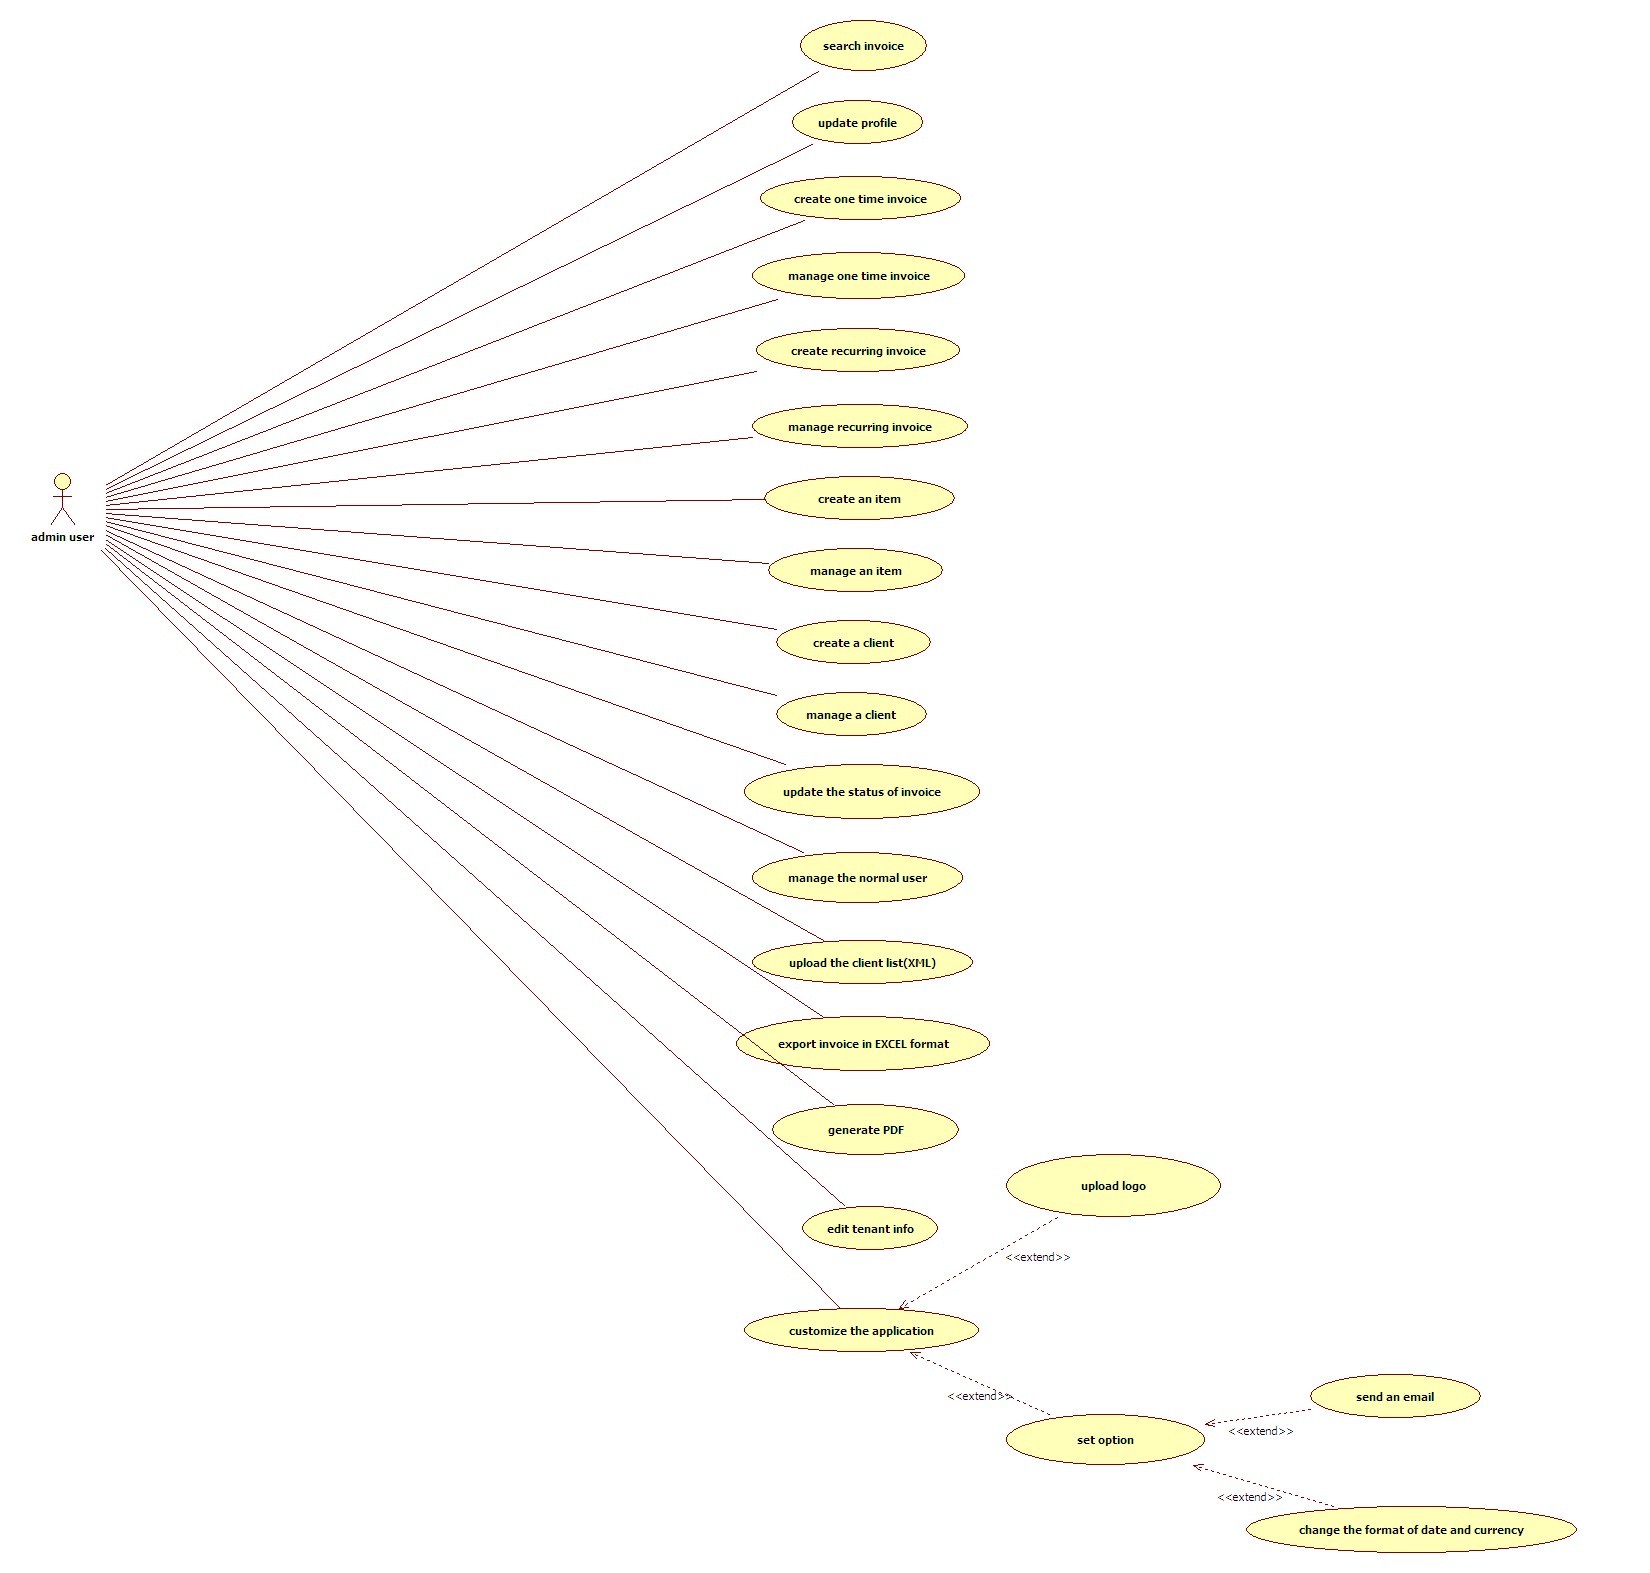 search invoice
update profile
create one time invoice
manage one time invoice
create recurring invoice
manage recurring invoice
create an item
admin user
manage an item
create a client
manage a client
update the status of invoice
manage the normal user
upload the client list(XML)
export invoice in EXCEL format
generate PDF
upload logo
edit tenant info
<<extend>>
customize the application
<<extend>>
send an email
<<extend>>
set option
<<extend>>
change the format of date and currency